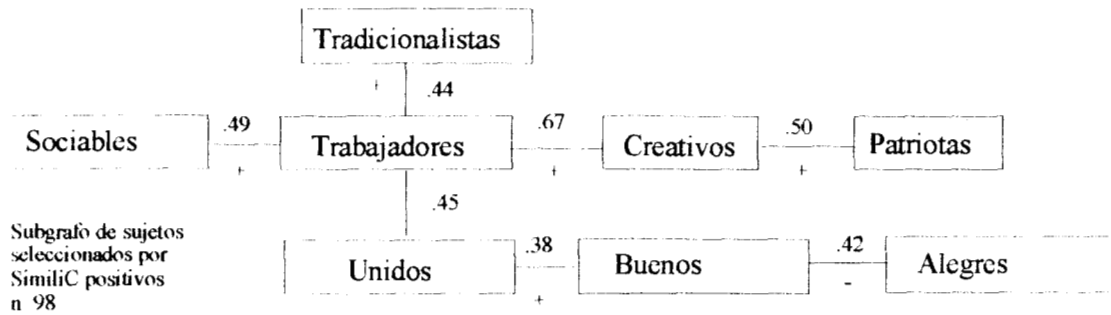 Tradicionalistas
+ .44
Sociables .49 + Trabajadores .67 + Creativos .50 + Patriotas
.45
Subgrafo de sujetos
seleccionados por
SimiliC positivos
n 98
Unidos .38 + Buenos .42 - Alegres